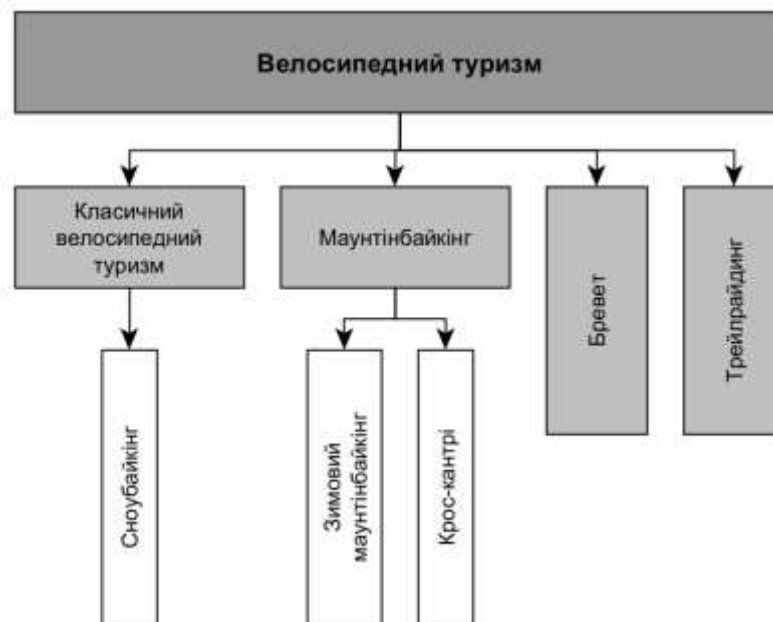 Велосипедний туризм
Класичний
велосипедний
туризм
Маунтінбайкінг
Бревет
Трейлрайдинг
Сноубайкінг
Зимовий
маунтінбайкінг
Крос-кантрі